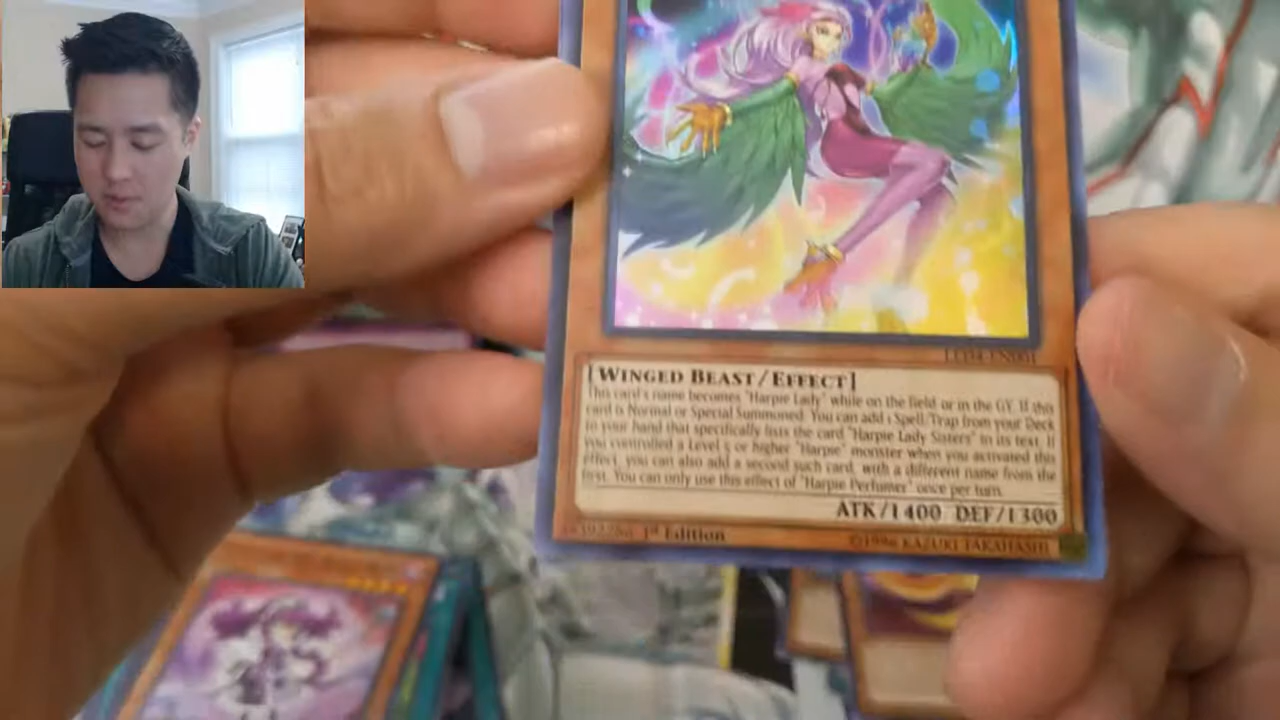 LED4-EN001
[WINGED BEAST/EFFECT]
This card's name becomes "Harpie Lady" while on the field or in the GY. If this
card is Normal or Special Summoned: You can add 1 Spell/Trap from your Deck
to your hand that specifically lists the card "Harpie Lady Sisters" in its text. If
you controlled a Level 5 or higher "Harpie" monster when you activated this
effect, you can also add a second such card, with a different name from the
first. You can only use this effect of "Harpie Perfumer" once per turn.
ATK/1400 DEF/1300
1st Edition
©1996 KAZUKI TAKAHASHI